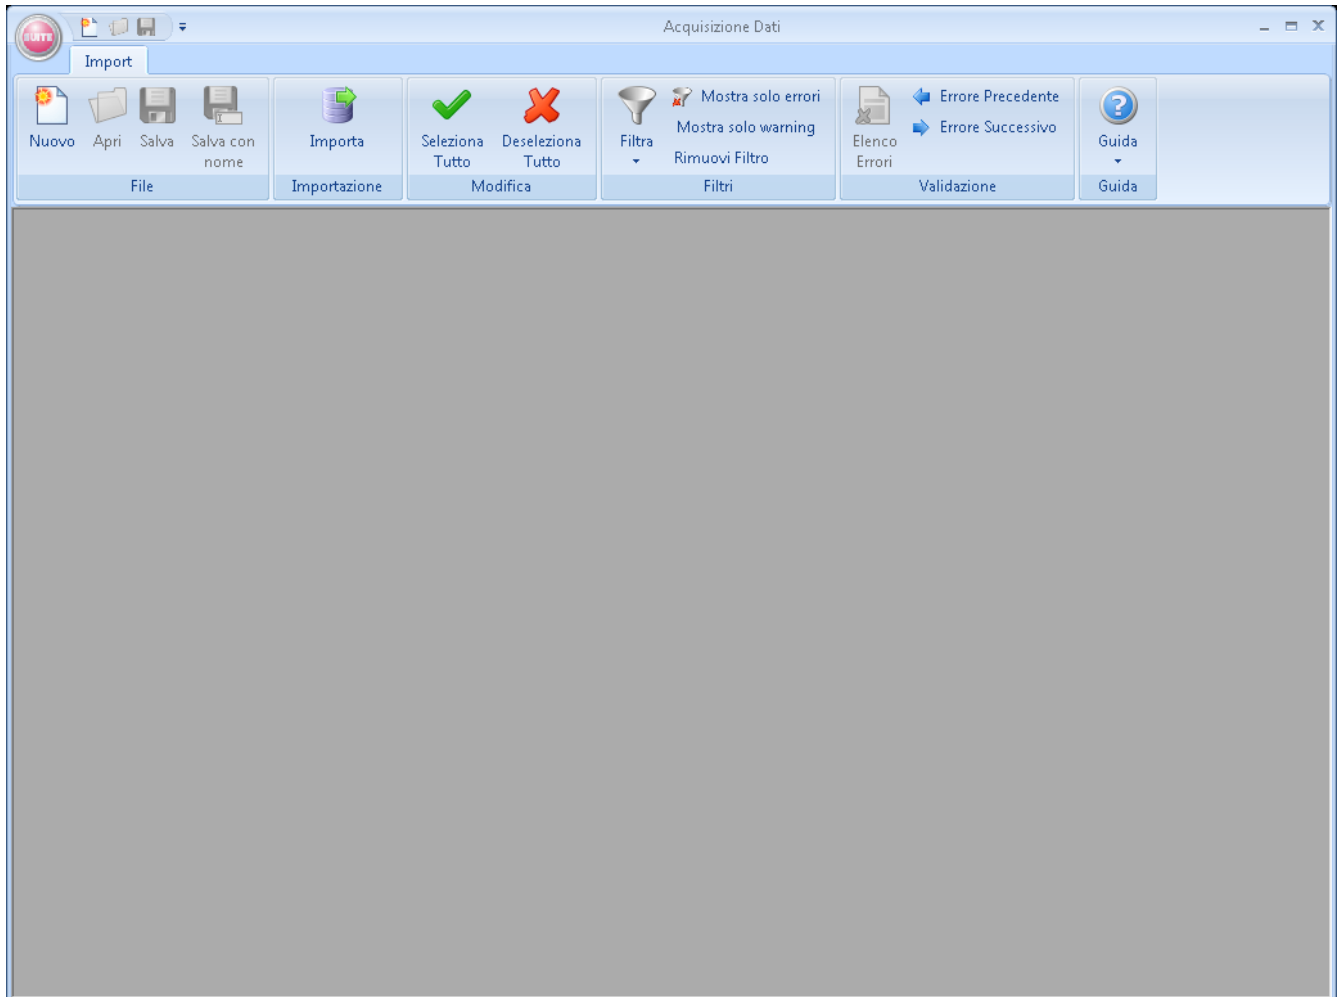 SUITE
Acquisizione Dati
Import
Nuovo
Apri
Salva
Salva con
nome
File
Importa
Importazione
Seleziona
Tutto
Deseleziona
Tutto
Modifica
Filtra
Mostra solo errori
Mostra solo warning
Rimuovi Filtro
Filtri
Elenco
Errori
Errore Precedente
Errore Successivo
Validazione
Guida
Guida